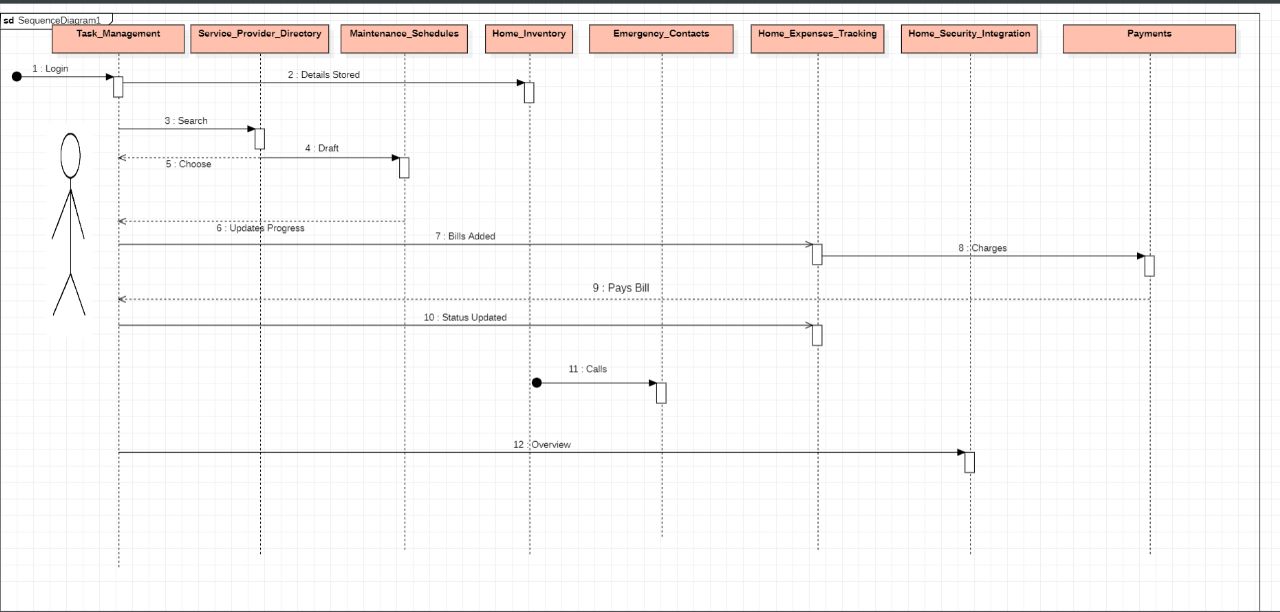 sd SequenceDiagram1
Task_Management
Service_Provider_Directory
Maintenance_Schedules
Home_Inventory
Emergency_Contacts
Home_Expenses_Tracking
Home_Security_Integration
Payments
1 : Login
2 : Details Stored
3 : Search
4 : Draft
5 : Choose
6 : Updates Progress
7 : Bills Added
8 : Charges
9 : Pays Bill
10 : Status Updated
11 : Calls
12 : Overview